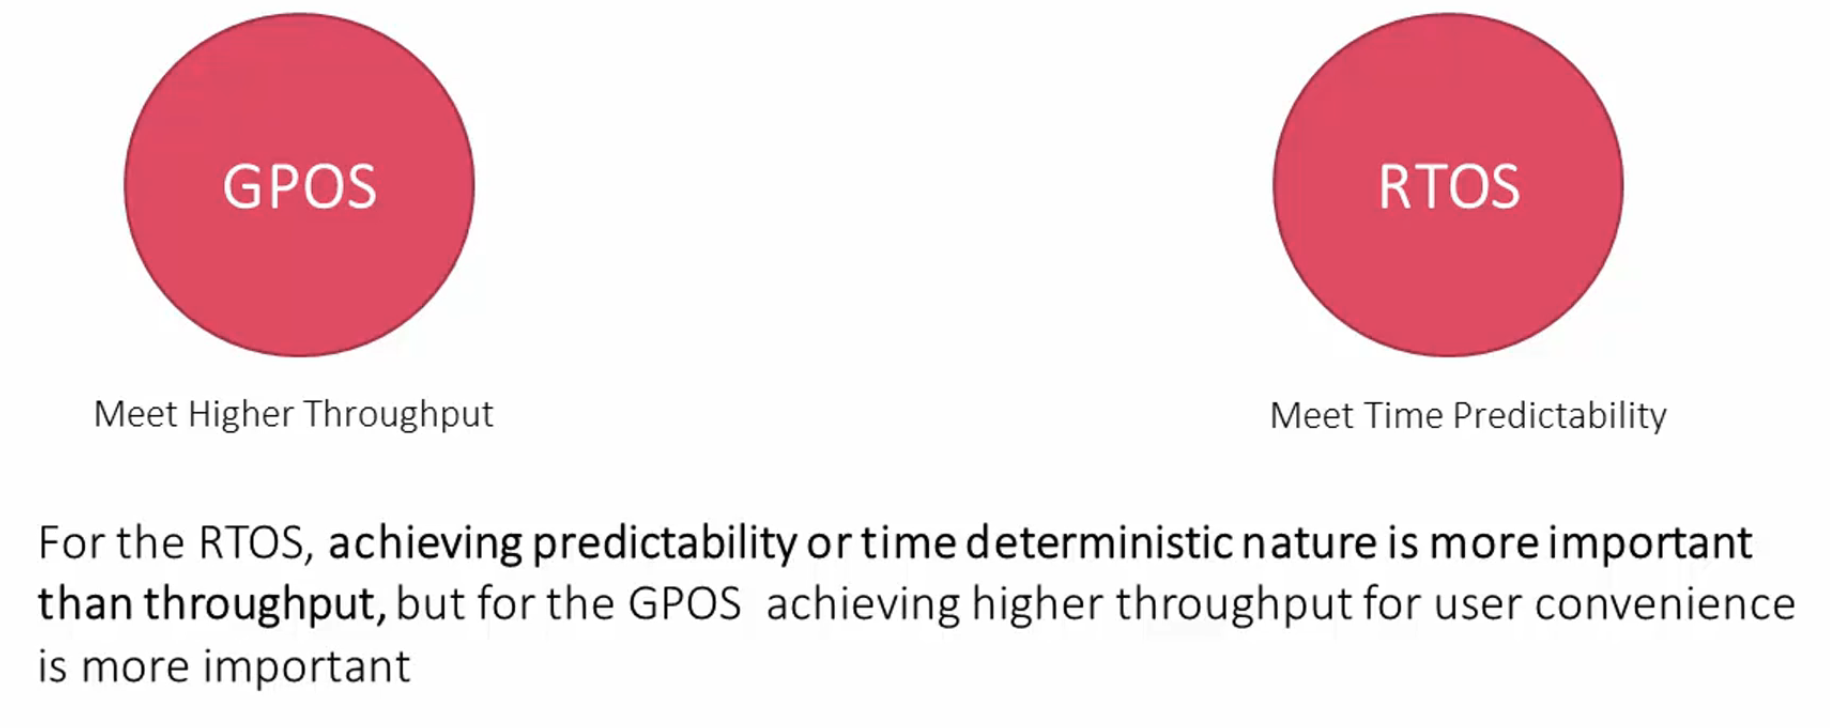 GPOS
RTOS
Meet Higher Throughput
Meet Time Predictability
For the RTOS, achieving predictability or time deterministic nature is more important
than throughput, but for the GPOS achieving higher throughput for user convenience
is more important